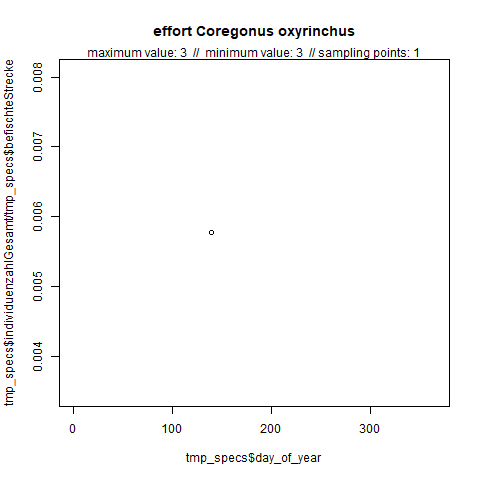 effort Coregonus oxyrinchus
maximum value: 3 // minimum value: 3 // sampling points: 1
tmp_specs$individuenzahlGesamt/tmp_specs$befischteStrecke
0.008
0.007
0.006
0.005
0.004
0 100 200 300
tmp_specs$day_of_year